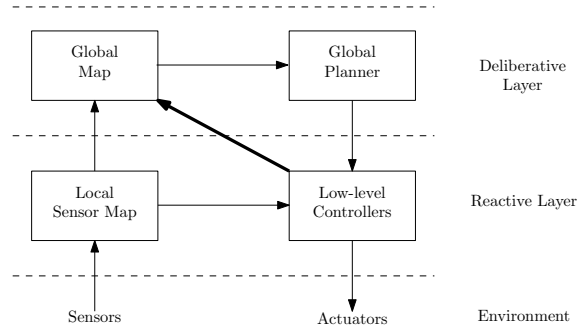 Global
Map
Global
Planner
Deliberative
Layer
Local
Sensor Map
Low-level
Controllers
Reactive Layer
Sensors
Actuators
Environment